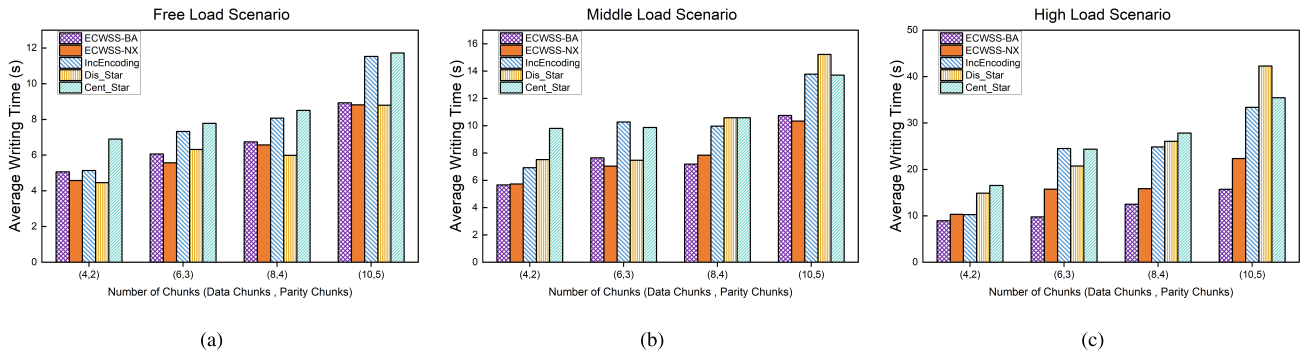 Free Load Scenario
12
10
8
6
4
2
0
Average Writing Time (s)
ECWSS-BA
ECWSS-NX
IncEncoding
Dis_Star
Cent_Star
(4,2)
(6,3)
(8,4)
(10,5)
Number of Chunks (Data Chunks , Parity Chunks)
(a)
Middle Load Scenario
16
14
12
10
8
6
4
2
0
Average Writing Time (s)
ECWSS-BA
ECWSS-NX
IncEncoding
Dis_Star
Cent_Star
(4,2)
(6,3)
(8,4)
(10,5)
Number of Chunks (Data Chunks , Parity Chunks)
(b)
High Load Scenario
50
40
30
20
10
0
Average Writing Time (s)
ECWSS-BA
ECWSS-NX
IncEncoding
Dis_Star
Cent_Star
(4,2)
(6,3)
(8,4)
(10,5)
Number of Chunks (Data Chunks , Parity Chunks)
(c)